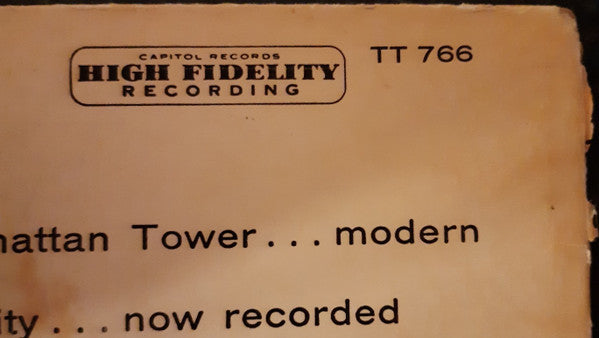 CAPITOL RECORDS
HIGH FIDELITY
RECORDING
TT 766
hattan Tower... modern
ity... now recorded